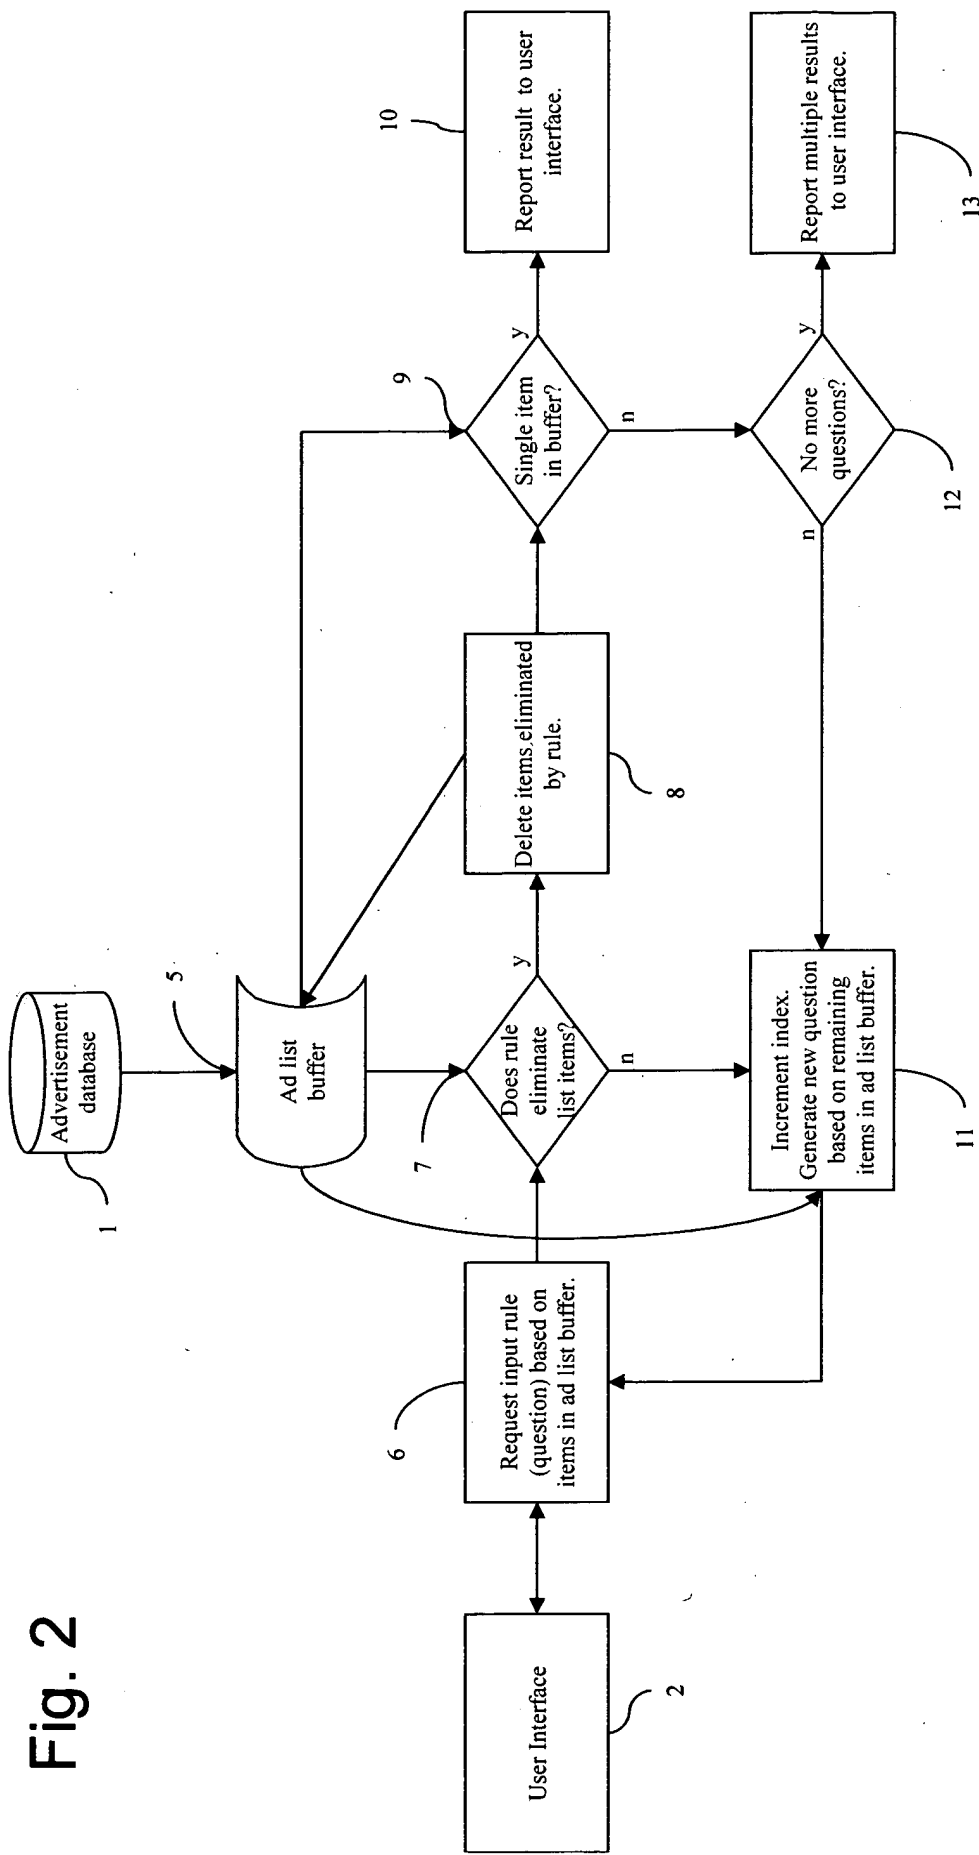 Fig. 2
Advertisement
database
1
5
Ad list
buffer
User Interface
2
6
Request input rule
(question) based on
items in ad list buffer.
7
Does rule
eliminate
list items?
y
n
Delete items eliminated
by rule.
8
9
Single item
in buffer?
y
n
10
Report result to user
interface.
Increment index.
Generate new question
based on remaining
items in ad list buffer.
11
No more
questions?
n
y
12
Report multiple results
to user interface.
13